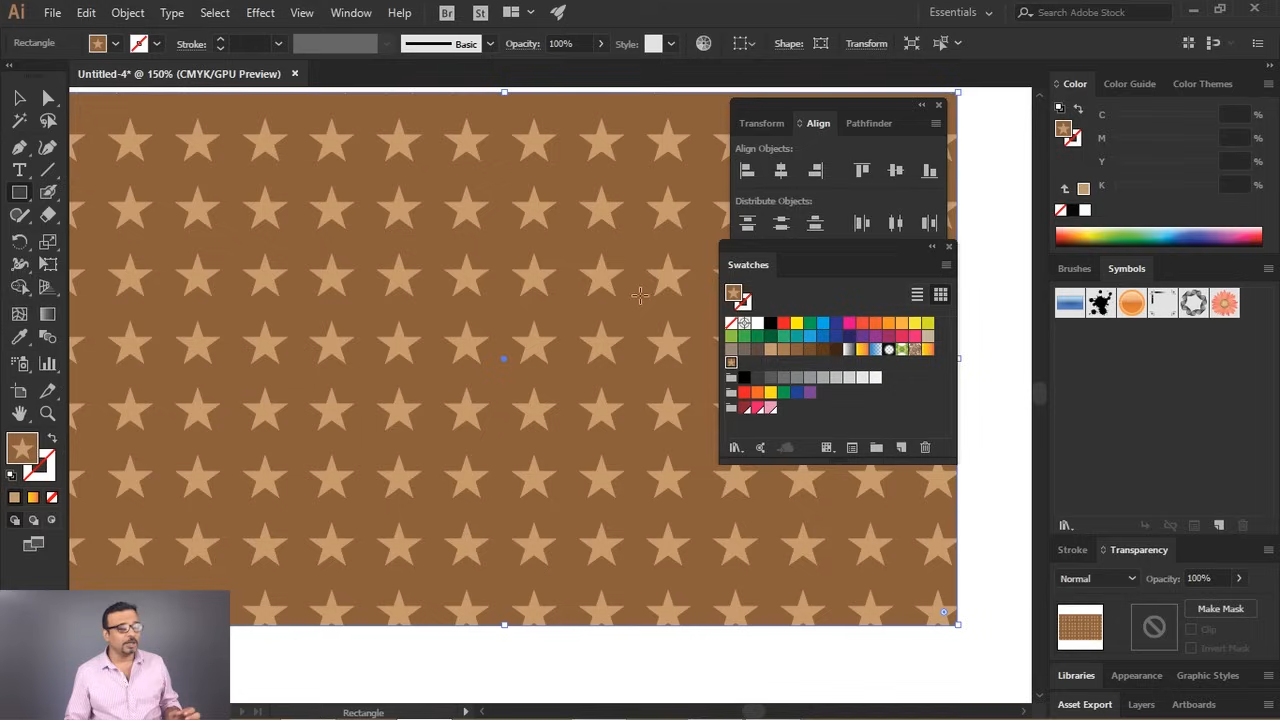 Ai File Edit Object Type Select Effect View Window Help Br St Essentials Search Adobe Stock
Rectangle Stroke: Basic Opacity: 100% Style: Shape: Transform
Untitled-4* @ 150% (CMYK/GPU Preview) ×
Color Color Guide Color Themes
C %
M %
Y %
K %
Transform Align Pathfinder
Align Objects:
Distribute Objects:
Swatches
Brushes Symbols
Stroke Transparency
Normal Opacity: 100%
Make Mask
Clip
Invert Mask
Libraries Appearance Graphic Styles
Asset Export Layers Artboards
Rectangle